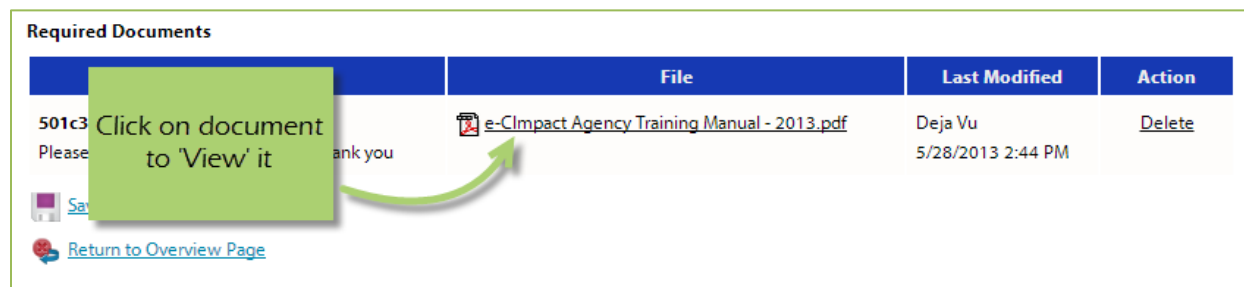 Required Documents
File Last Modified Action
501c3 e-CImpact Agency Training Manual - 2013.pdf Deja Vu Delete
Please ank you 5/28/2013 2:44 PM
Click on document
to 'View' it
Return to Overview Page